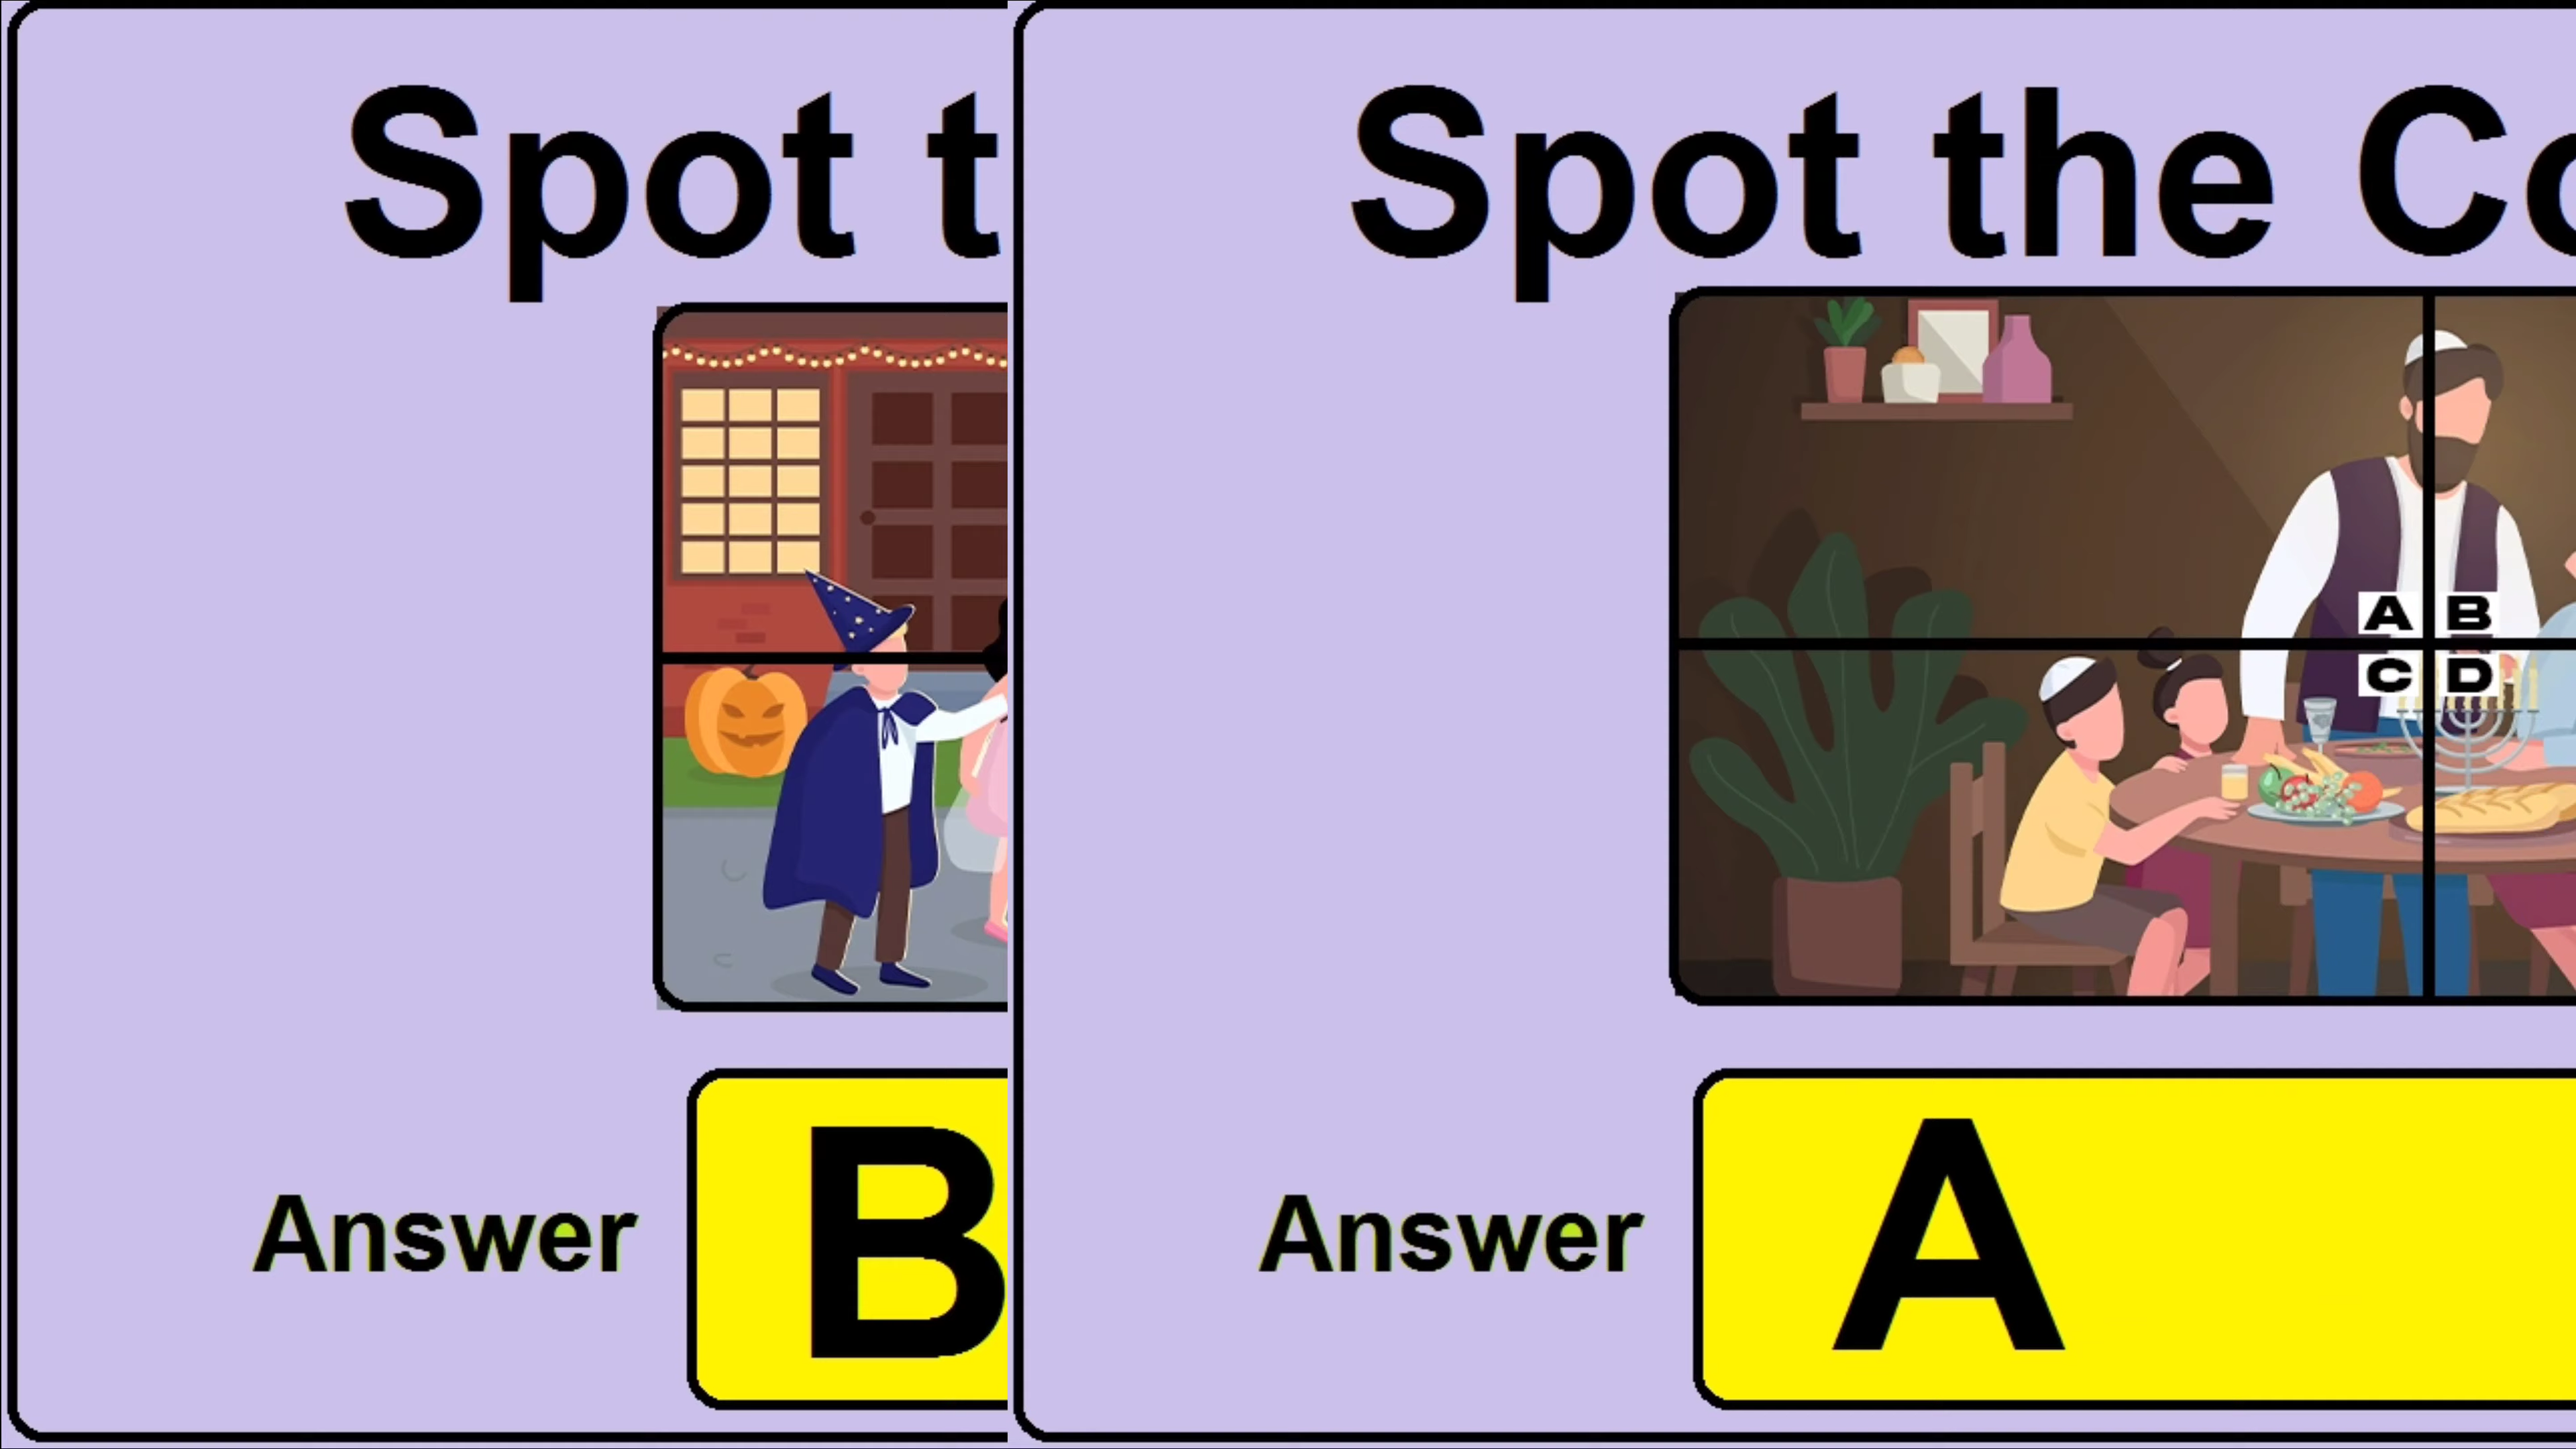 Spot t
Answer
B
Spot the Co
A B
C D
Answer
A